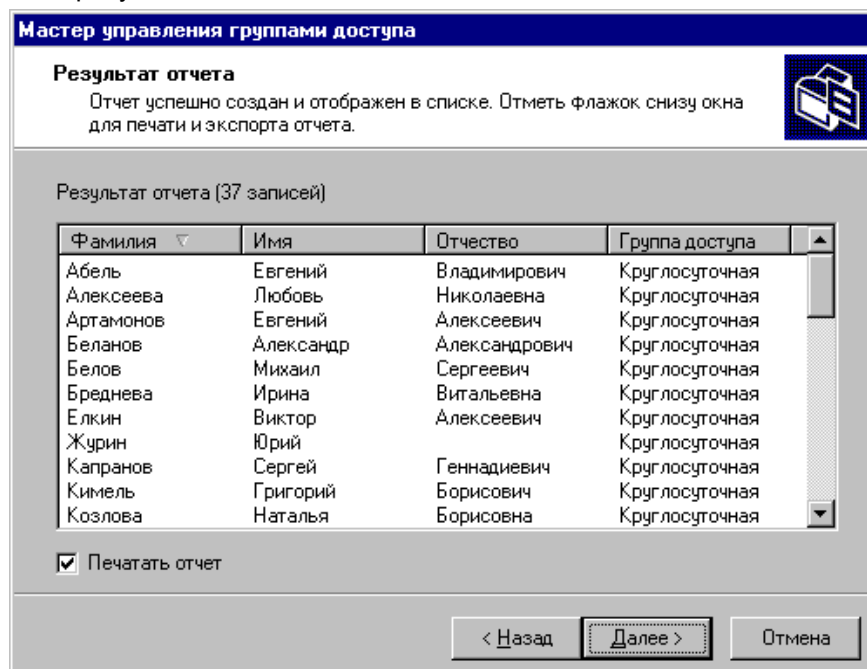 Мастер управления группами доступа
Результат отчета
Отчет успешно создан и отображен в списке. Отметь флажок снизу окна
для печати и экспорта отчета.
Результат отчета (37 записей)
Фамилия Имя Отчество Группа доступа
Абель Евгений Владимирович Круглосуточная
Алексеева Любовь Николаевна Круглосуточная
Артамонов Евгений Алексеевич Круглосуточная
Беланов Александр Александрович Круглосуточная
Белов Михаил Сергеевич Круглосуточная
Бреднева Ирина Витальевна Круглосуточная
Елкин Виктор Алексеевич Круглосуточная
Журин Юрий Круглосуточная
Капранов Сергей Геннадиевич Круглосуточная
Кимель Григорий Борисович Круглосуточная
Козлова Наталья Борисовна Круглосуточная
Печатать отчет
< Назад Далее > Отмена